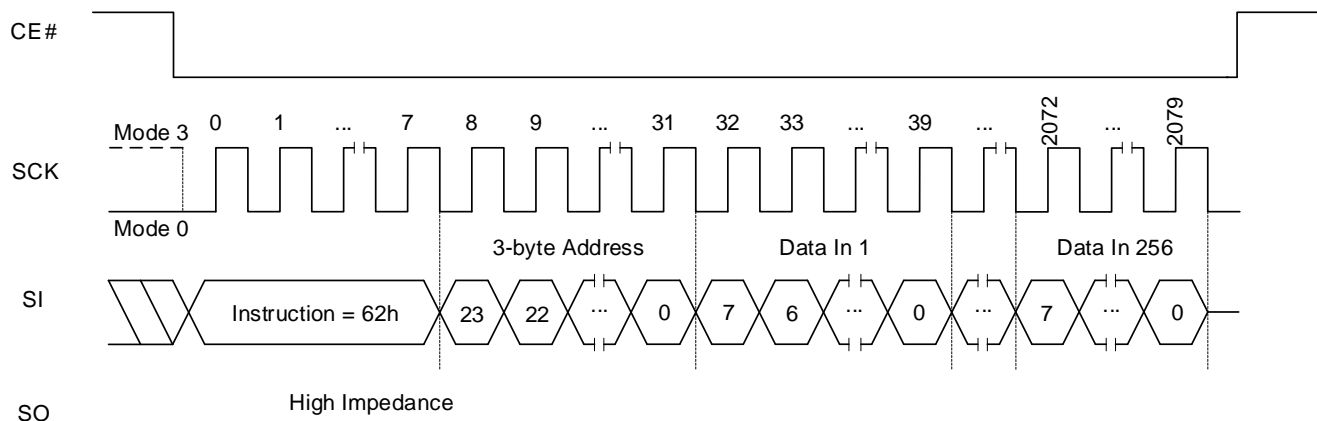 CE#
Mode 3
0 1 ... 7 8 9 ... 31 32 33 ... 39 ... 2072 ... 2079
SCK
Mode 0
3-byte Address Data In 1 Data In 256
SI
Instruction = 62h 23 22 ... 0 7 6 ... 0 ... 7 ... 0
High Impedance
SO